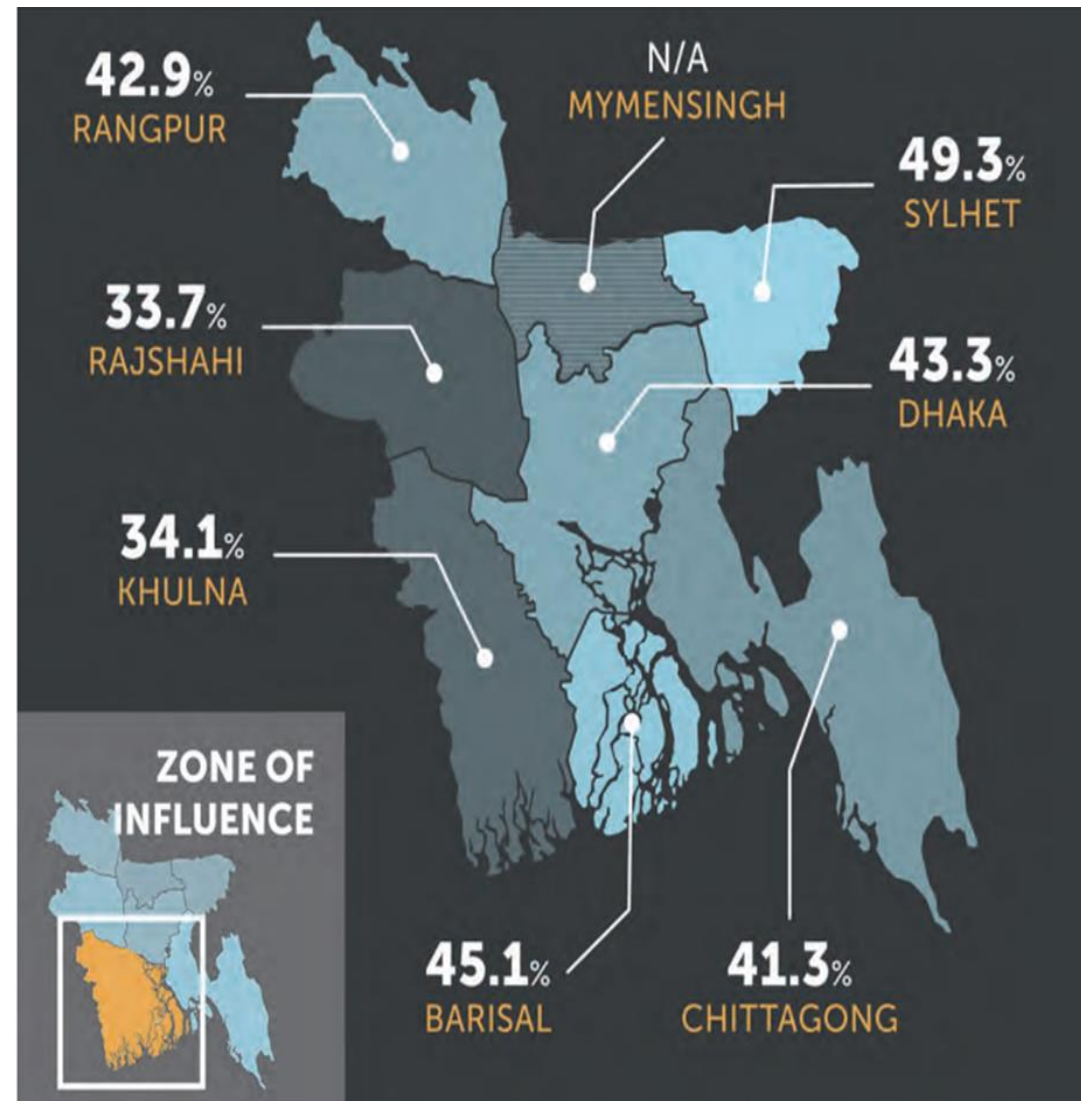 42.9%
RANGPUR
N/A
MYMENSINGH
49.3%
SYLHET
33.7%
RAJSHAHI
43.3%
DHAKA
34.1%
KHULNA
ZONE OF
INFLUENCE
45.1%
BARISAL
41.3%
CHITTAGONG